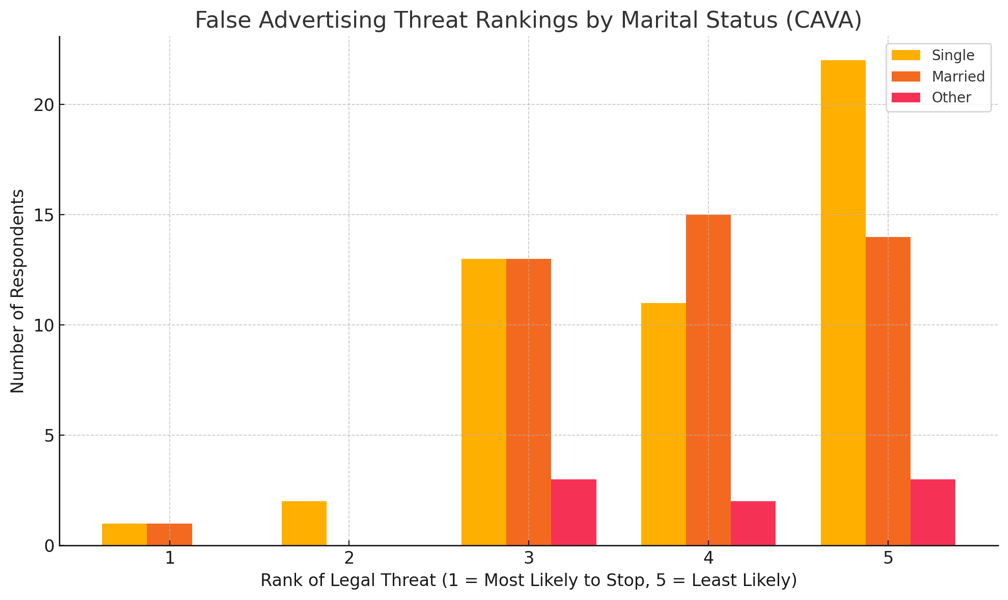 False Advertising Threat Rankings by Marital Status (CAVA)
Single
Married
Other
Number of Respondents
20
15
10
5
0
1 2 3 4 5
Rank of Legal Threat (1 = Most Likely to Stop, 5 = Least Likely)